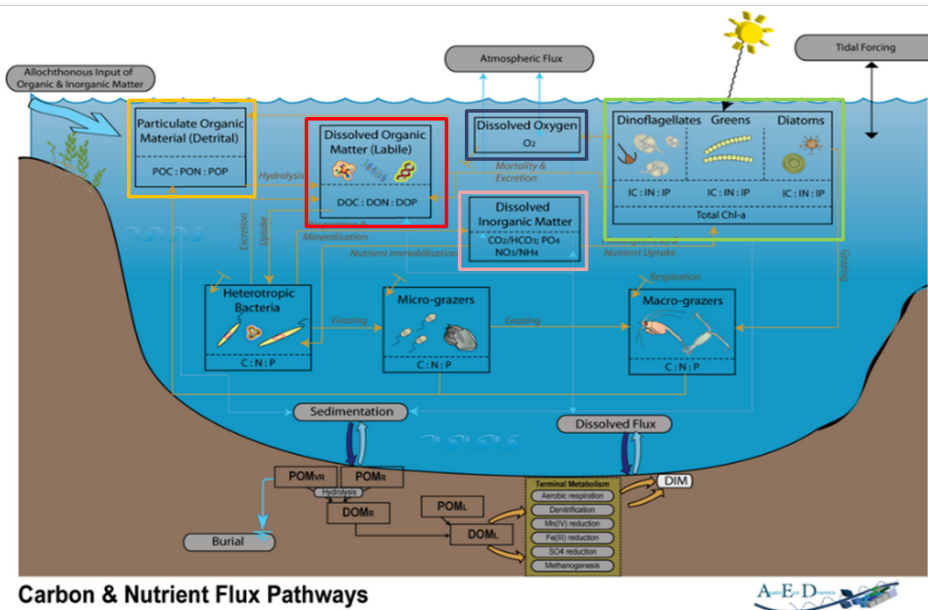 Tidal Forcing
Atmospheric Flux
Allochthonous Input of
Organic & Inorganic Matter
Particulate Organic
Material (Detrital)
POC : PON : POP
Dissolved Organic
Matter (Labile)
DOC : DON : DOP
Dissolved Oxygen
O2
Dinoflagellates
Greens
Diatoms
IC : IN : IP
IC : IN : IP
IC : IN : IP
Total Chl-a
Hydrolysis
Mortality &
Excretion
Dissolved
Inorganic Matter
CO2/HCO3; PO4
NO3/NH4
Excretion
Uptake
Respiration &
Mineralisation
Nutrient Immobilisation
Nutrient Uptake
Grazing
Respiration
Heterotropic
Bacteria
C : N : P
Grazing
Micro-grazers
C : N : P
Grazing
Macro-grazers
C : N : P
Sedimentation
Dissolved Flux
POMVR
POMR
Hydrolysis
DOMR
POML
DOML
Burial
Terminal Metabolism
Aerobic respiration
Denitrification
Mn(IV) reduction
Fe(III) reduction
SO4 reduction
Methanogenesis
DIM
Carbon & Nutrient Flux Pathways